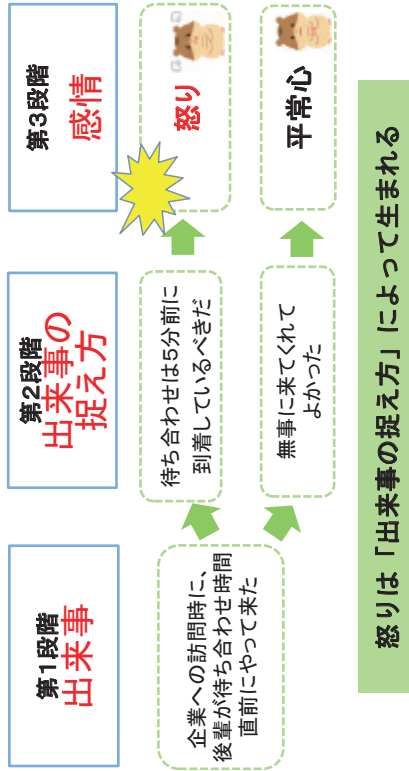 第1段階
出来事
第2段階
出来事の
捉え方
第3段階
感情
企業への訪問時に、
後輩が待ち合わせ時間
直前にやって来た
待ち合わせは5分前に
到着しているべきだ
怒り
無事に来てくれて
よかった
平常心
怒りは「出来事の捉え方」によって生まれる